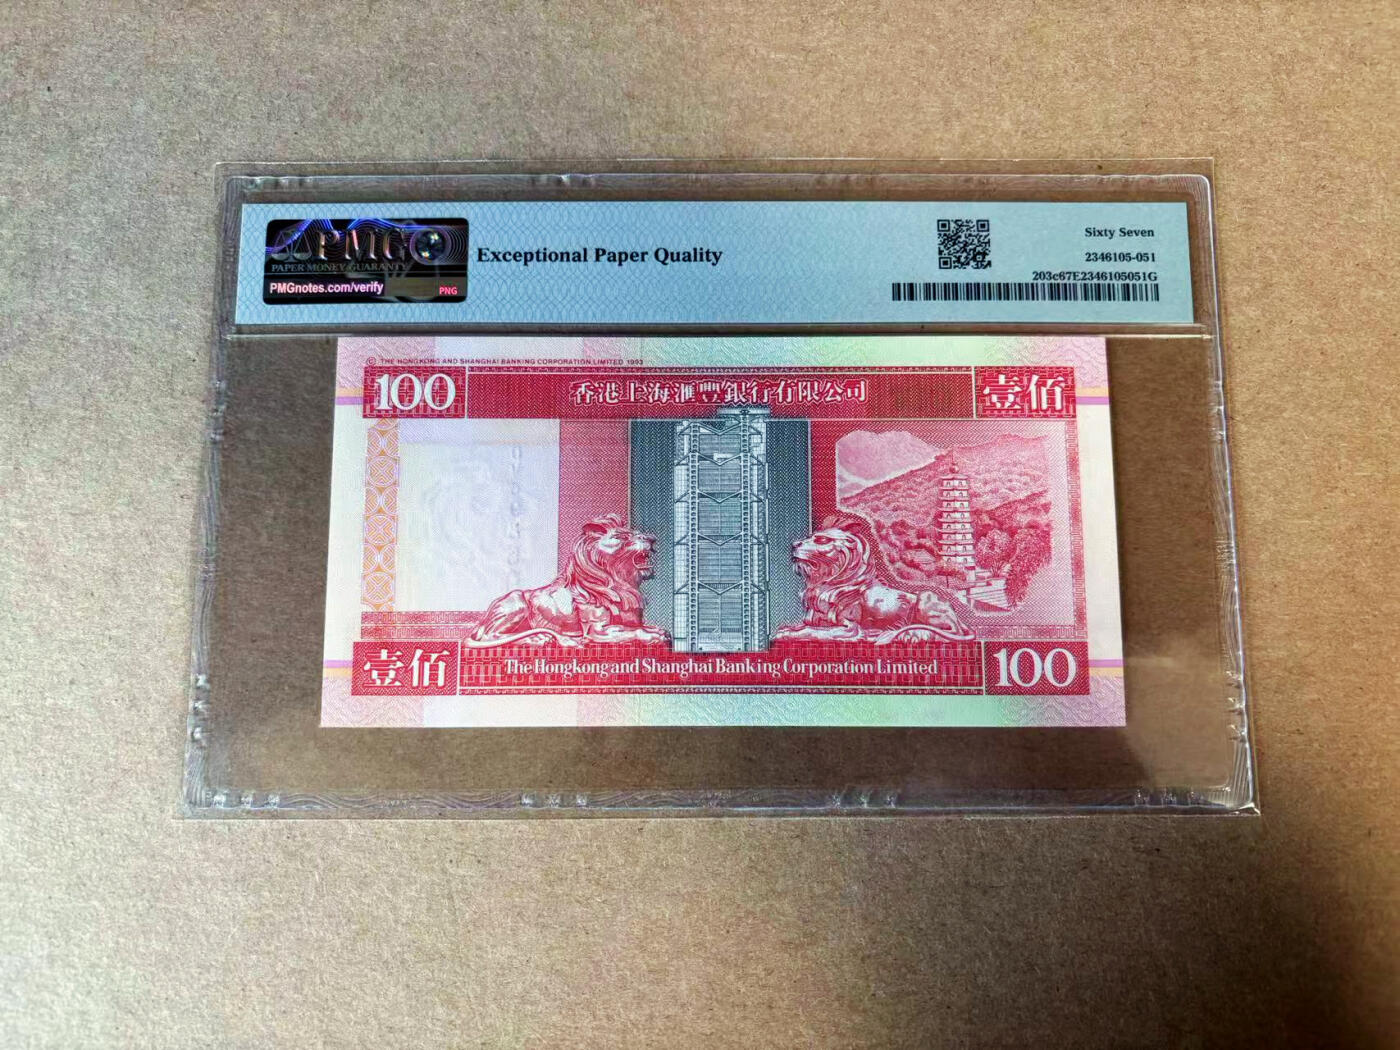 PMG
PAPER MONEY GUARANTY
PMGnotes.com/verify
PNG
Exceptional Paper Quality
Sixty Seven
2346105-051
203c67E2346105051G
© THE HONGKONG AND SHANGHAI BANKING CORPORATION LIMITED 1993
100
香港上海滙豐銀行有限公司
壹佰
壹佰
The Hongkong and Shanghai Banking Corporation Limited
100